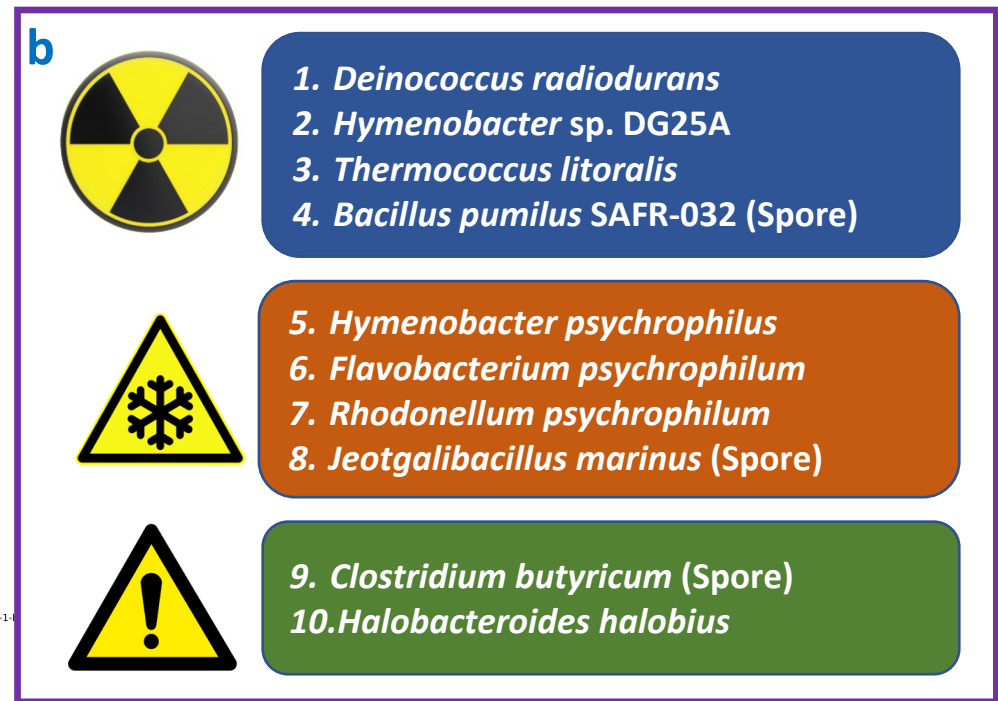 b
1. Deinococcus radiodurans
2. Hymenobacter sp. DG25A
3. Thermococcus litoralis
4. Bacillus pumilus SAFR-032 (Spore)
5. Hymenobacter psychrophilus
6. Flavobacterium psychrophilum
7. Rhodonellum psychrophilum
8. Jeotgalibacillus marinus (Spore)
9. Clostridium butyricum (Spore)
10.Halobacteroides halobius